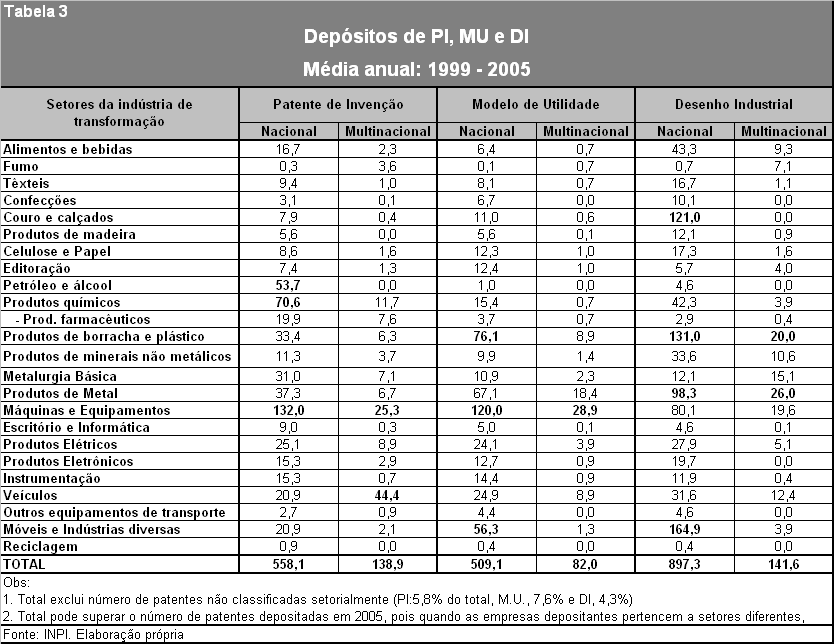 Tabela 3
Depósitos de PI, MU e DI
Média anual: 1999 - 2005
Setores da indústria de transformação Patente de Invenção Modelo de Utilidade Desenho Industrial
Nacional Multinacional Nacional Multinacional Nacional Multinacional
Alimentos e bebidas 16,7 2,3 6,4 0,7 43,3 9,3
Fumo 0,3 3,6 0,1 0,7 0,7 7,1
Têxteis 9,4 1,0 8,1 0,7 16,7 1,1
Confecções 3,1 0,1 6,7 0,0 10,1 0,0
Couro e calçados 7,9 0,4 11,0 0,6 121,0 0,0
Produtos de madeira 5,6 0,0 5,6 0,1 12,1 0,9
Celulose e Papel 8,6 1,6 12,3 1,0 17,3 1,6
Editoração 7,4 1,3 12,4 1,0 5,7 4,0
Petróleo e álcool 53,7 0,0 1,0 0,0 4,6 0,0
Produtos químicos 70,6 11,7 15,4 0,7 42,3 3,9
- Prod. farmacêuticos 19,9 7,6 3,7 0,7 2,9 0,4
Produtos de borracha e plástico 33,4 6,3 76,1 8,9 131,0 20,0
Produtos de minerais não metálicos 11,3 3,7 9,9 1,4 33,6 10,6
Metalurgia Básica 31,0 7,1 10,9 2,3 12,1 15,1
Produtos de Metal 37,3 6,7 67,1 18,4 98,3 26,0
Máquinas e Equipamentos 132,0 25,3 120,0 28,9 80,1 19,6
Escritório e Informática 9,0 0,3 5,0 0,1 4,6 0,1
Produtos Elétricos 25,1 8,9 24,1 3,9 27,9 5,1
Produtos Eletrônicos 15,3 2,9 12,7 0,9 19,7 0,0
Instrumentação 15,3 0,7 14,4 0,9 11,9 0,4
Veículos 20,9 44,4 24,9 8,9 31,6 12,4
Outros equipamentos de transporte 2,7 0,9 4,4 0,0 4,6 0,0
Móveis e Indústrias diversas 20,9 2,1 56,3 1,3 164,9 3,9
Reciclagem 0,9 0,0 0,4 0,0 0,4 0,0
TOTAL 558,1 138,9 509,1 82,0 897,3 141,6
Obs:
1. Total exclui número de patentes não classificadas setorialmente (PI:5,8% do total, M.U., 7,6% e DI, 4,3%)
2. Total pode superar o número de patentes depositadas em 2005, pois quando as empresas depositantes pertencem a setores diferentes,
Fonte: INPI. Elaboração própria